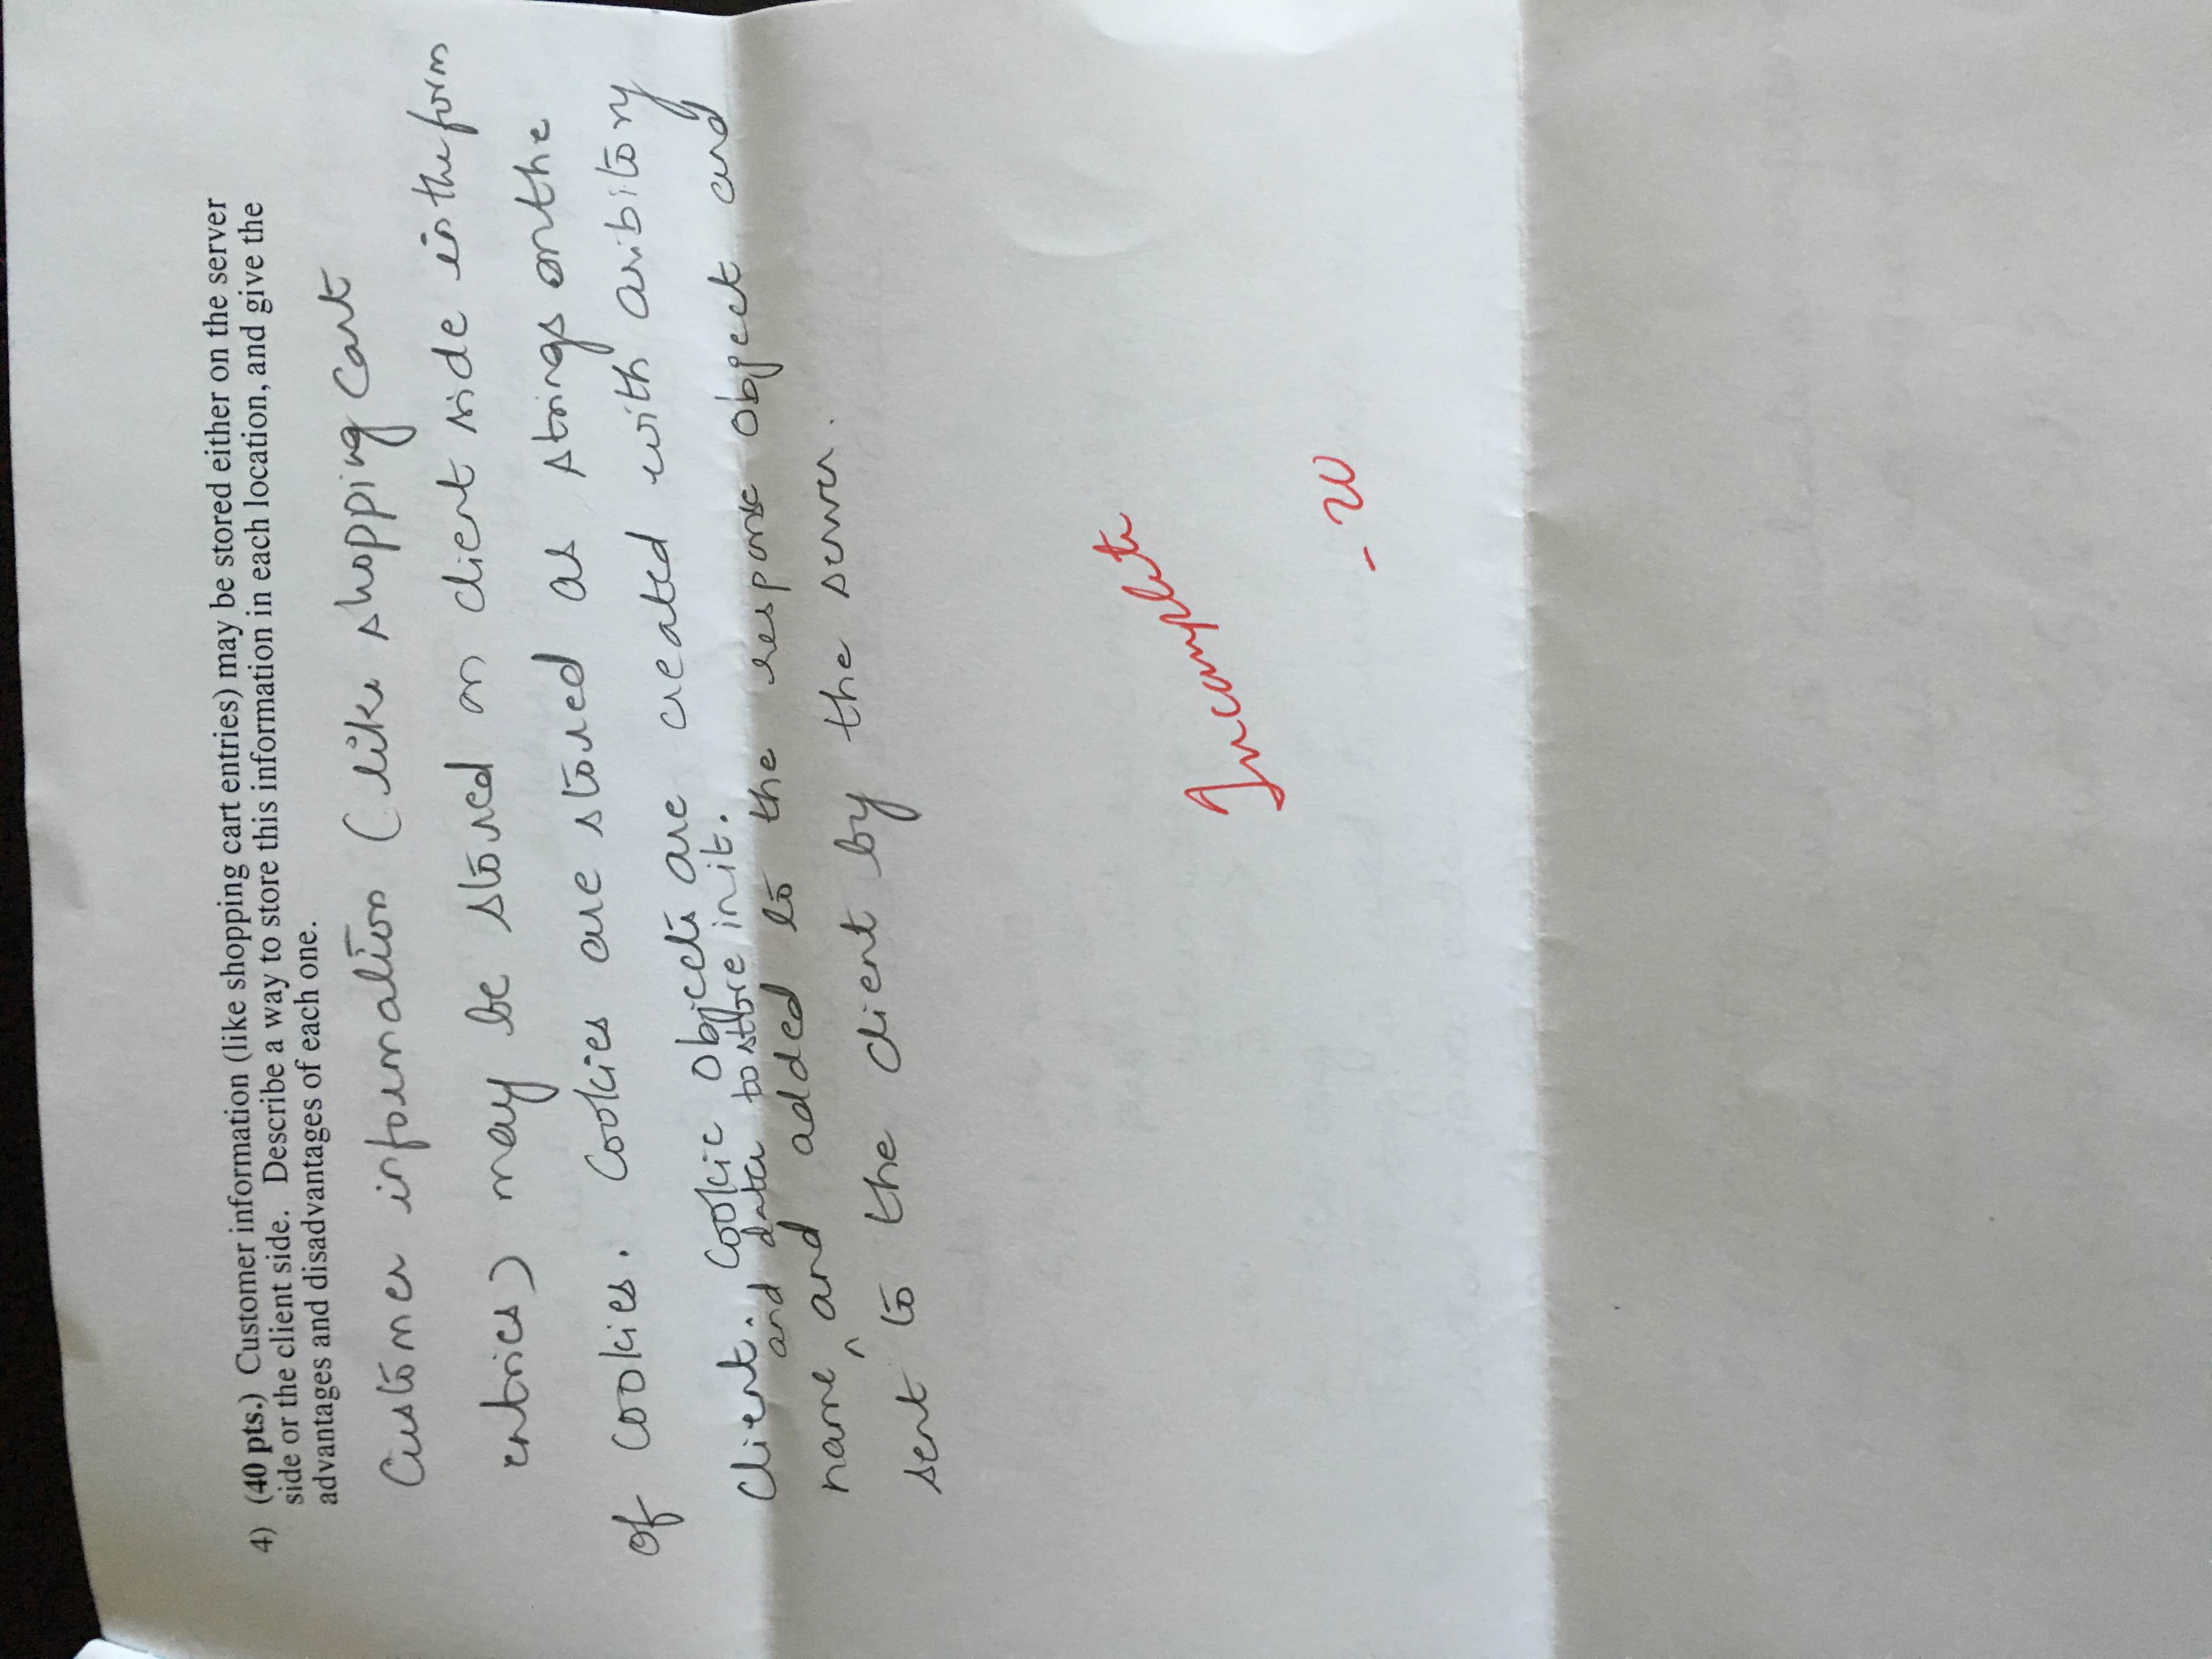 4) (40 pts.) Customer information (like shopping cart entries) may be stored either on the server
side or the client side. Describe a way to store this information in each location, and give the
advantages and disadvantages of each one.
Customer information (like shopping cart
entries) may be stored on client side in the form
of cookies. Cookies are stored as strings on the
Client. Cookie Objects are created with aribitory
and data to store in it.
name ^ and added to the response object and
sent to the client by the server.
Incomplete
- 20